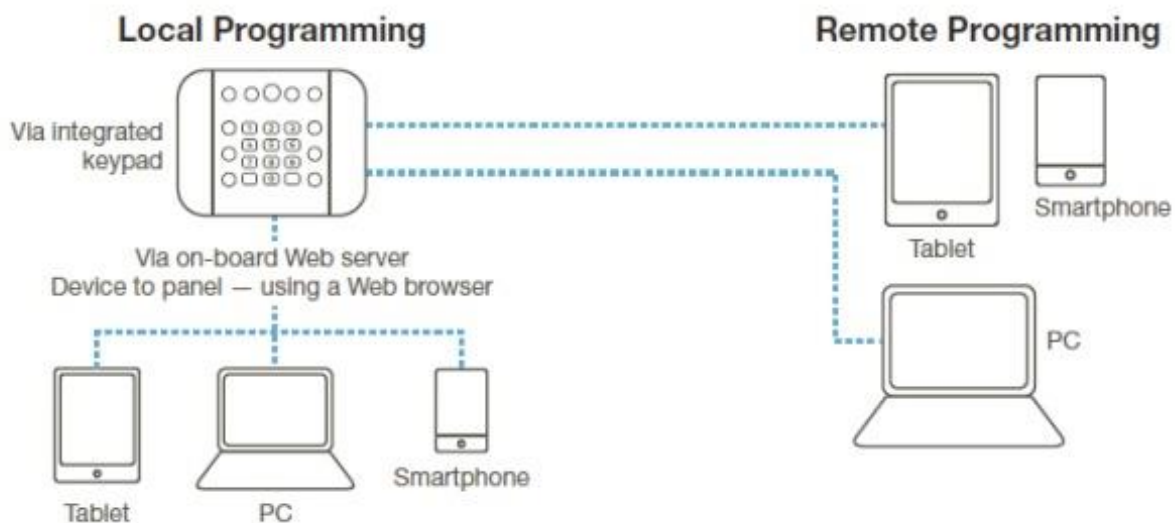 Local Programming
Remote Programming
Via integrated
keypad
Via on-board Web server
Device to panel — using a Web browser
Smartphone
Tablet
PC
Smartphone
Tablet
PC